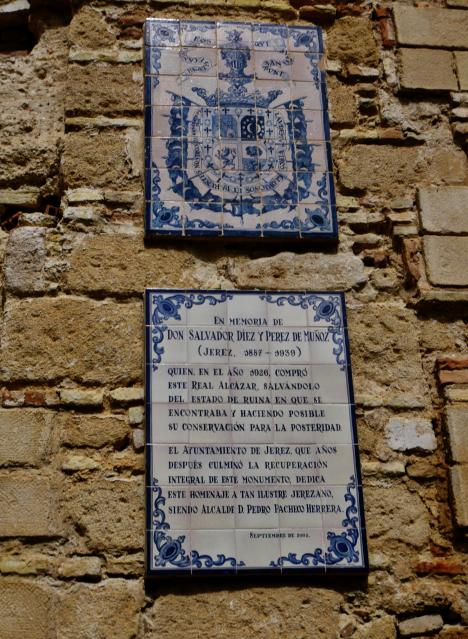 EN MEMORIA DE
DON SALVADOR DÍEZ Y PÉREZ DE MUÑOZ
(JEREZ, 1887 - 1939)
QUIEN, EN EL AÑO 1926, COMPRÓ
ESTE REAL ALCÁZAR, SALVÁNDOLO
DEL ESTADO DE RUINA EN QUE SE
ENCONTRABA Y HACIENDO POSIBLE
SU CONSERVACIÓN PARA LA POSTERIDAD.
EL AYUNTAMIENTO DE JEREZ, QUE AÑOS
DESPUÉS CULMINÓ LA RECUPERACIÓN
INTEGRAL DE ESTE MONUMENTO, DEDICA
ESTE HOMENAJE A TAN ILUSTRE JEREZANO,
SIENDO ALCALDE D. PEDRO PACHECO HERRERA.
SEPTIEMBRE DE 2002.